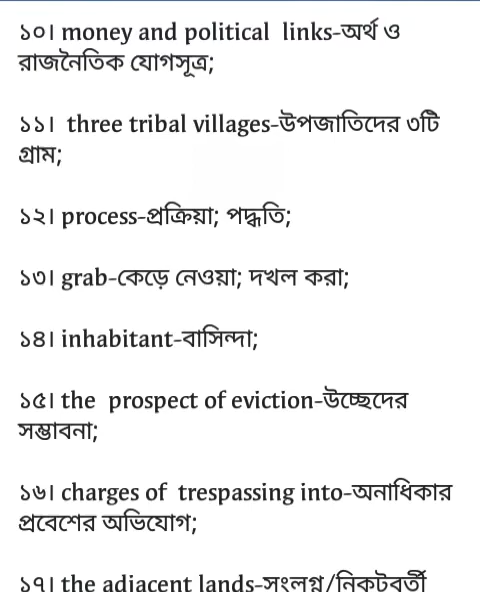 ১০। money and political links-অর্থ ও
রাজনৈতিক যোগসূত্র;
১১। three tribal villages-উপজাতিদের ৩টি
গ্রাম;
১২। process-প্রক্রিয়া; পদ্ধতি;
১৩। grab-কেড়ে নেওয়া; দখল করা;
১৪। inhabitant-বাসিন্দা;
১৫। the prospect of eviction-উচ্ছেদের
সম্ভাবনা;
১৬। charges of trespassing into-অনাধিকার
প্রবেশের অভিযোগ;
১৭। the adjacent lands-সংলগ্ন/নিকটবর্তী